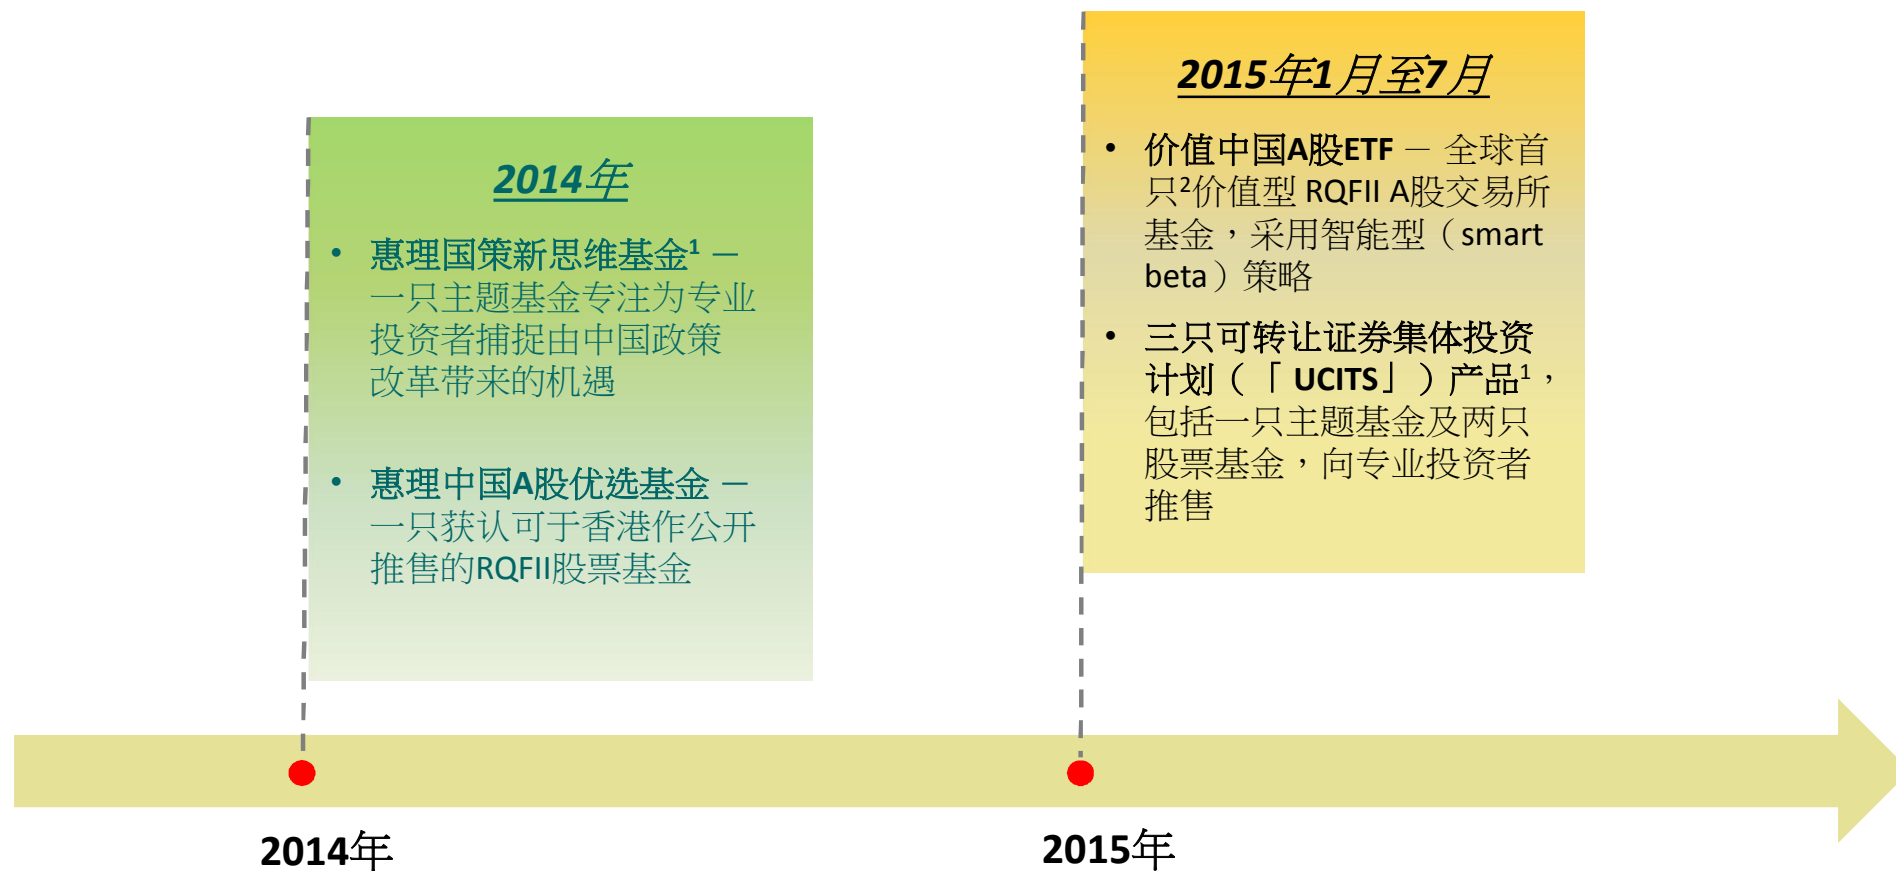 2014年
• 惠理国策新思维基金¹ –
一只主题基金专注为专业
投资者捕捉由中国政策
改革带来的机遇
• 惠理中国A股优选基金 –
一只获认可于香港作公开
推售的RQFII股票基金
2015年1月至7月
• 价值中国A股ETF – 全球首
只²价值型 RQFII A股交易所
基金，采用智能型（smart
beta）策略
• 三只可转让证券集体投资
计划（「 UCITS」）产品¹，
包括一只主题基金及两只
股票基金，向专业投资者
推售
2014年
2015年